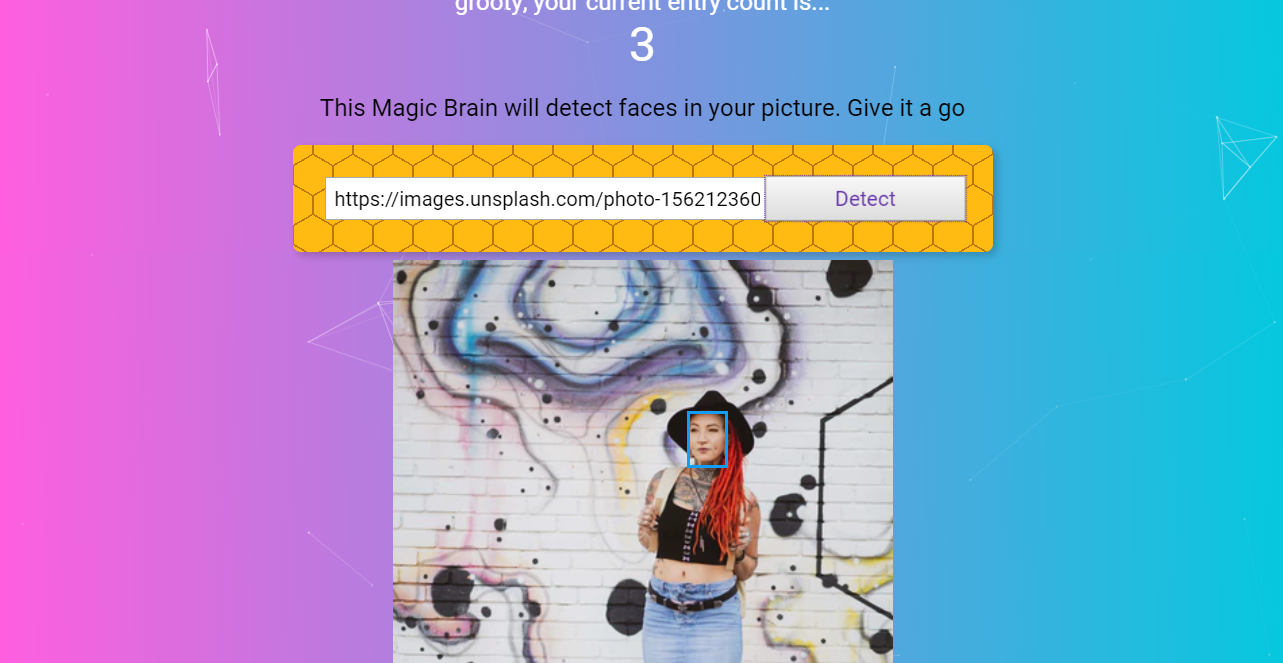 grooty, your current entry count is...
3
This Magic Brain will detect faces in your picture. Give it a go
https://images.unsplash.com/photo-156212360 Detect